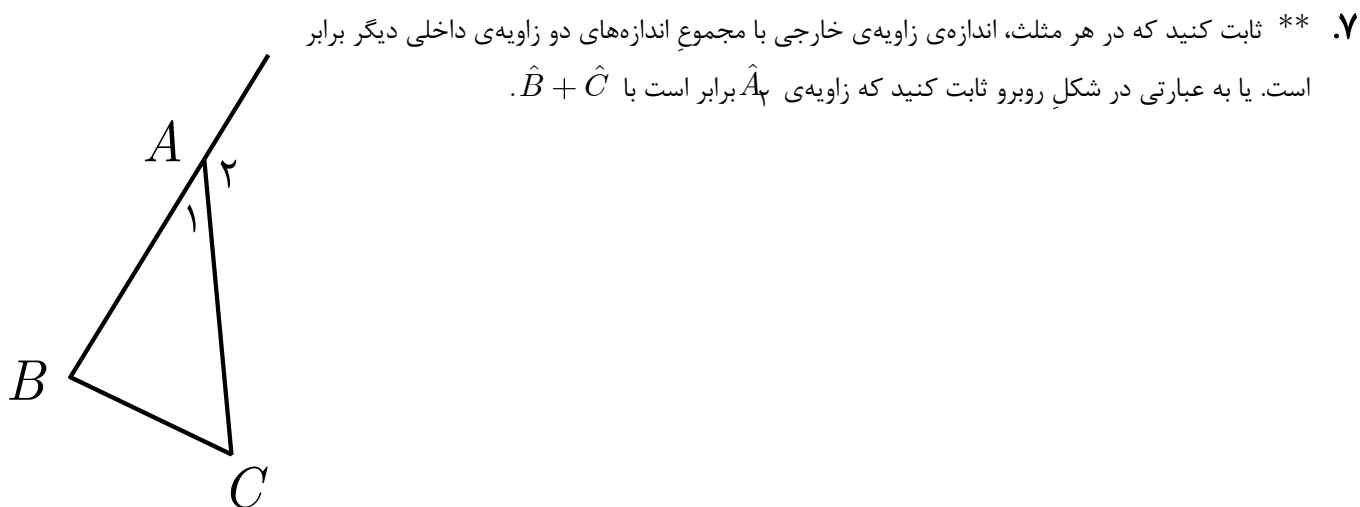 ۷. ** ثابت کنید که در هر مثلث، اندازه‌ی زاویه‌ی خارجی با مجموعِ اندازه‌های دو زاویه‌ی داخلی دیگر برابر
است. یا به عبارتی در شکلِ روبرو ثابت کنید که زاویه‌ی Â۲ برابر است با B̂ + Ĉ.
A
۲
۱
B
C